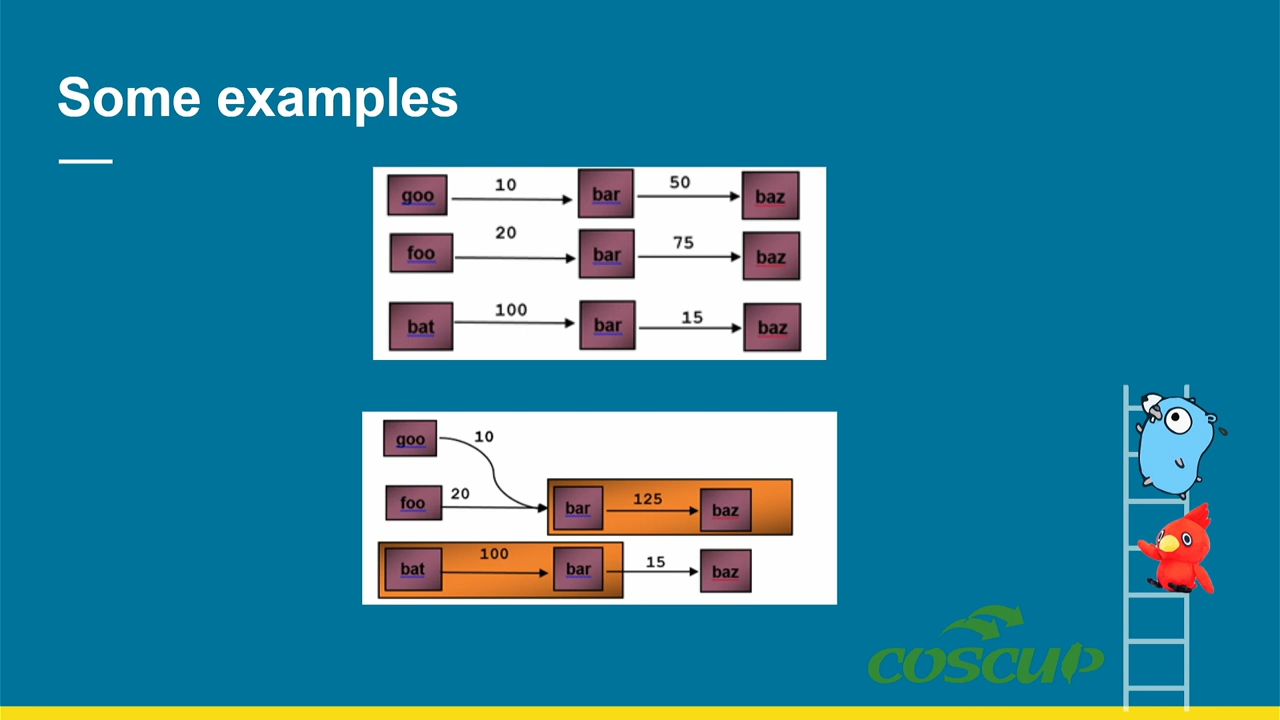 Some examples
goo 10 bar 50 baz
foo 20 bar 75 baz
bat 100 bar 15 baz
goo 10
foo 20 bar 125 baz
bat 100 bar 15 baz
COSCUP